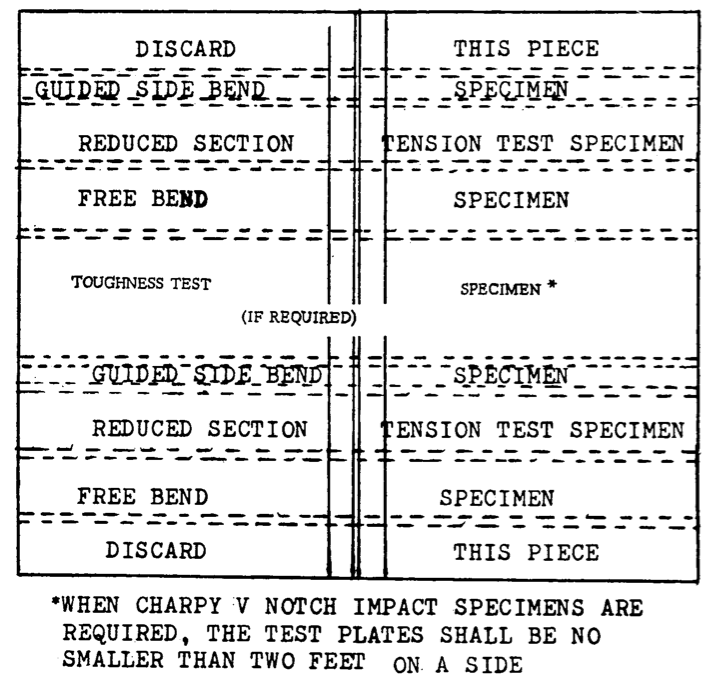 DISCARD THIS PIECE
GUIDED SIDE BEND SPECIMEN
REDUCED SECTION TENSION TEST SPECIMEN
FREE BEND SPECIMEN
TOUGHNESS TEST SPECIMEN *
(IF REQUIRED)
GUIDED SIDE BEND SPECIMEN
REDUCED SECTION TENSION TEST SPECIMEN
FREE BEND SPECIMEN
DISCARD THIS PIECE
*WHEN CHARPY V NOTCH IMPACT SPECIMENS ARE
REQUIRED, THE TEST PLATES SHALL BE NO
SMALLER THAN TWO FEET ON A SIDE